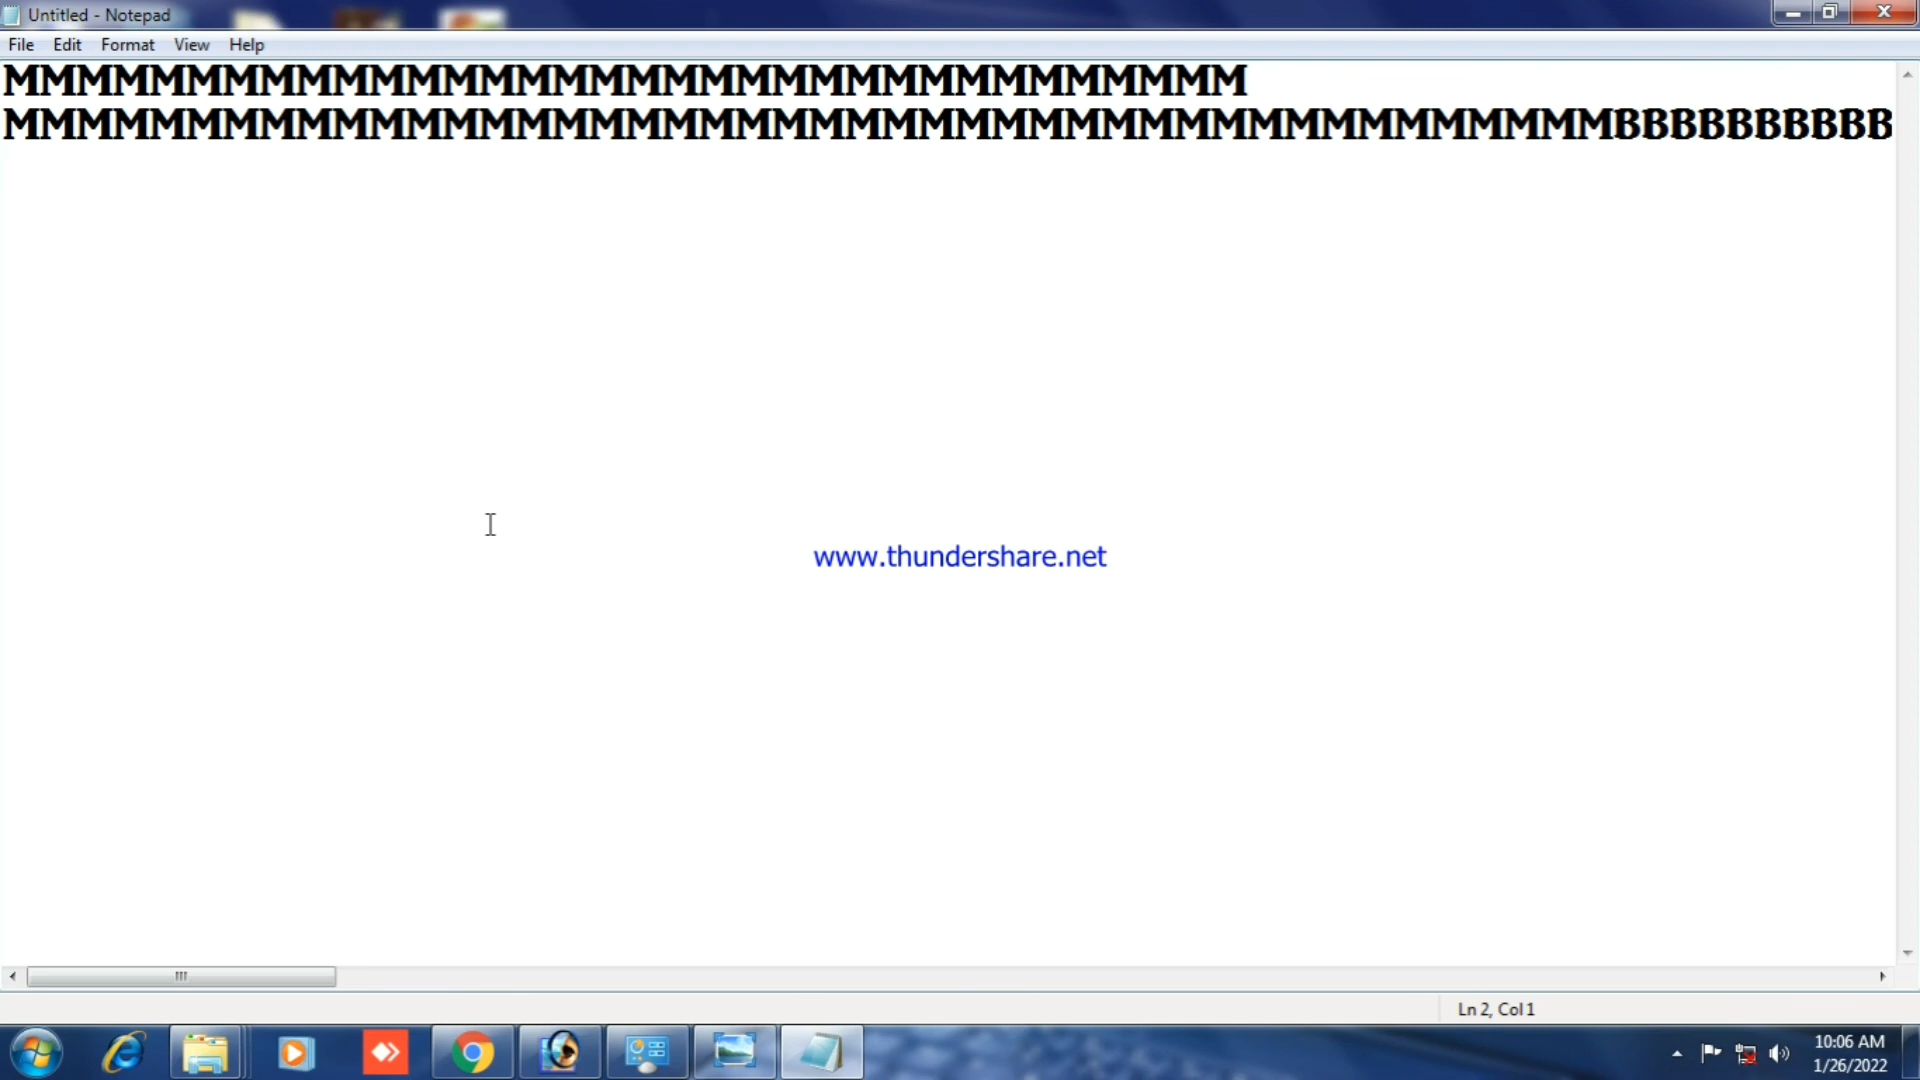 Untitled - Notepad
File Edit Format View Help
MMMMMMMMMMMMMMMMMMMMMMMMMMMMMMMMMM
MMMMMMMMMMMMMMMMMMMMMMMMMMMMMMMMMMMMMMMMMMMMBBBBBBBBBB
www.thundershare.net
Ln 2, Col 1
10:06 AM
1/26/2022